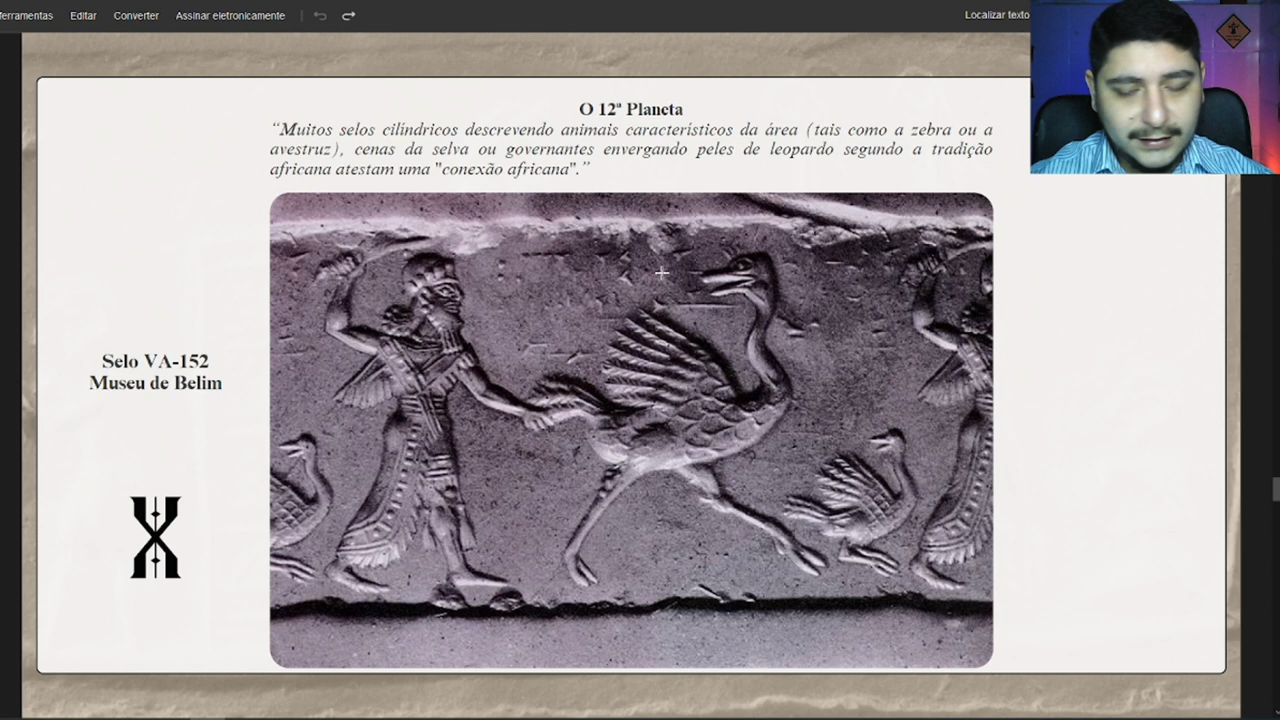 ferramentas Editar Converter Assinar eletronicamente Localizar texto
O 12ª Planeta
“Muitos selos cilíndricos descrevendo animais característicos da área (tais como a zebra ou a
avestruz), cenas da selva ou governantes envergando peles de leopardo segundo a tradição
africana atestam uma "conexão africana".”
Selo VA-152
Museu de Belim